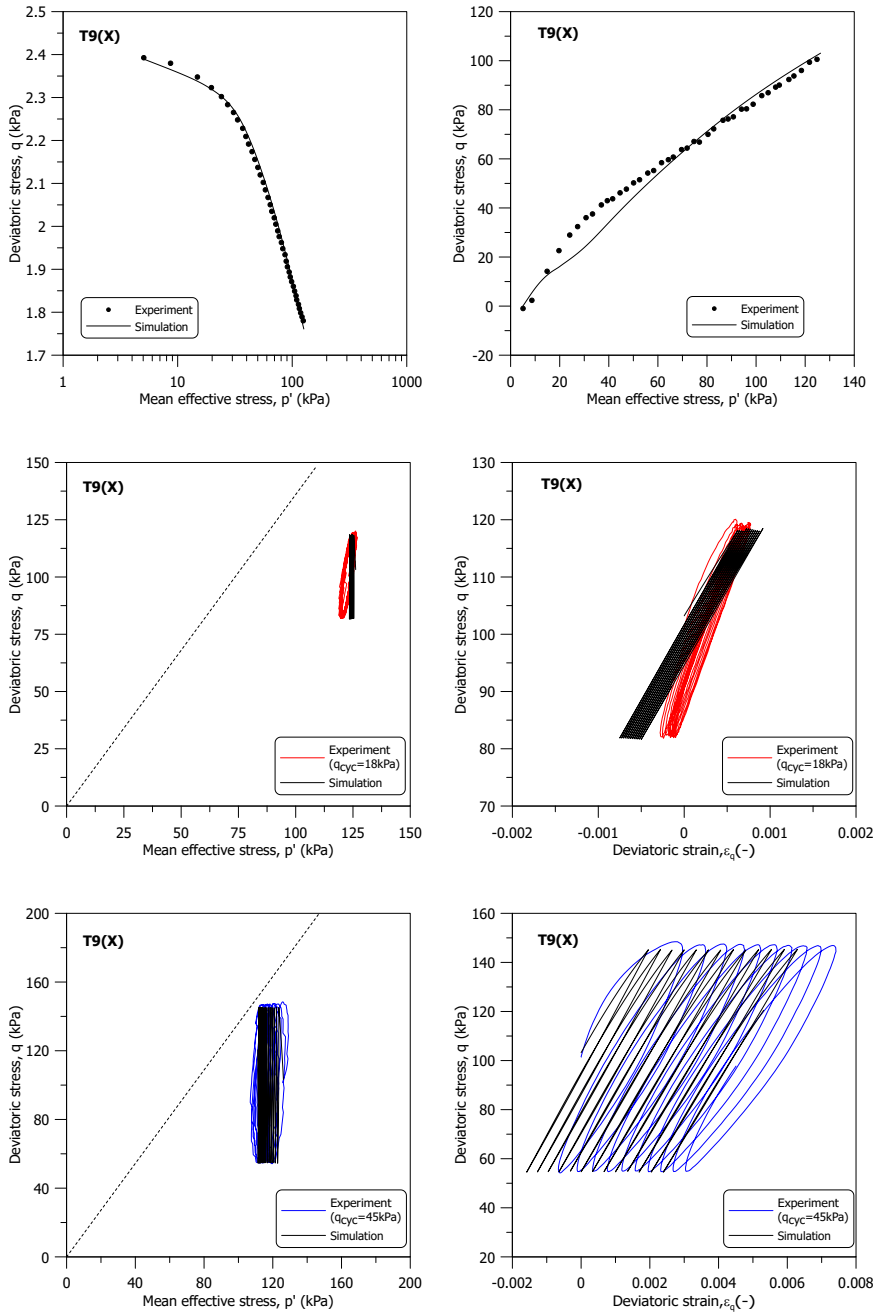 T9(X)
Deviatoric stress, q (kPa)
2.5
2.4
2.3
2.2
2.1
2
1.9
1.8
1.7
Experiment
Simulation
1
10
100
1000
Mean effective stress, p' (kPa)
T9(X)
Deviatoric stress, q (kPa)
120
100
80
60
40
20
0
-20
Experiment
Simulation
0
20
40
60
80
100
120
140
Mean effective stress, p' (kPa)
T9(X)
Deviatoric stress, q (kPa)
150
125
100
75
50
25
0
Experiment
(qcyc=18kPa)
Simulation
0
25
50
75
100
125
150
Mean effective stress, p' (kPa)
T9(X)
Deviatoric stress, q (kPa)
130
120
110
100
90
80
70
Experiment
(qcyc=18kPa)
Simulation
-0.002
-0.001
0
0.001
0.002
Deviatoric strain,εq(-)
T9(X)
Deviatoric stress, q (kPa)
200
160
120
80
40
0
Experiment
(qcyc=45kPa)
Simulation
0
40
80
120
160
200
Mean effective stress, p' (kPa)
T9(X)
Deviatoric stress, q (kPa)
160
140
120
100
80
60
40
20
Experiment
(qcyc=45kPa)
Simulation
-0.002
0
0.002
0.004
0.006
0.008
Deviatoric strain,εq(-)